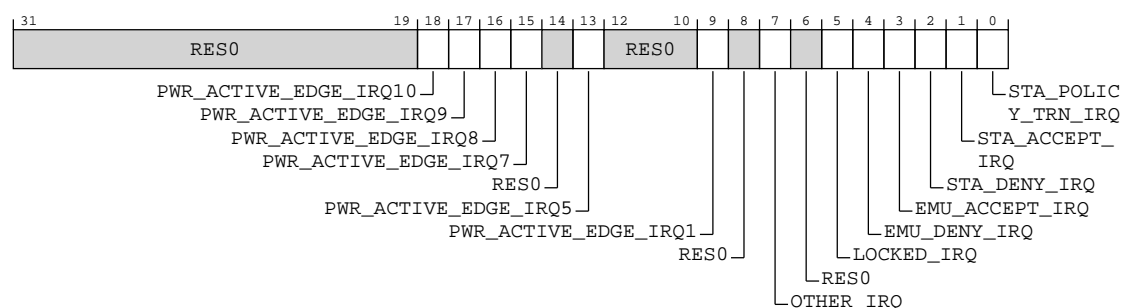 31 19 18 17 16 15 14 13 12 10 9 8 7 6 5 4 3 2 1 0
RES0 RES0
PWR_ACTIVE_EDGE_IRQ10 STA_POLIC
PWR_ACTIVE_EDGE_IRQ9 Y_TRN_IRQ
PWR_ACTIVE_EDGE_IRQ8 STA_ACCEPT_
PWR_ACTIVE_EDGE_IRQ7 IRQ
RES0 STA_DENY_IRQ
PWR_ACTIVE_EDGE_IRQ5 EMU_ACCEPT_IRQ
PWR_ACTIVE_EDGE_IRQ1 EMU_DENY_IRQ
RES0 LOCKED_IRQ
RES0
OTHER_IRQ